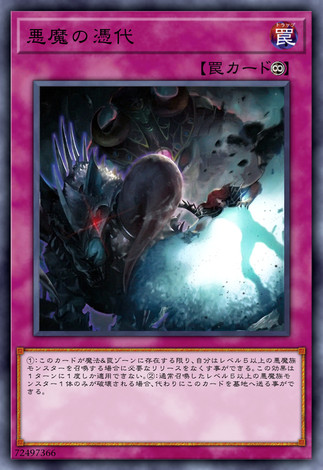 悪魔の憑代
トラップ
罠
【罠カード】
①:このカードが魔法&罠ゾーンに存在する限り、自分はレベル5以上の悪魔族
モンスターを召喚する場合に必要なリリースをなくす事ができる。この効果は
1ターンに1度しか適用できない。②:通常召喚したレベル5以上の悪魔族モン
スター1体のみが破壊される場合、代わりにこのカードを墓地へ送る事がで
きる。
72497366